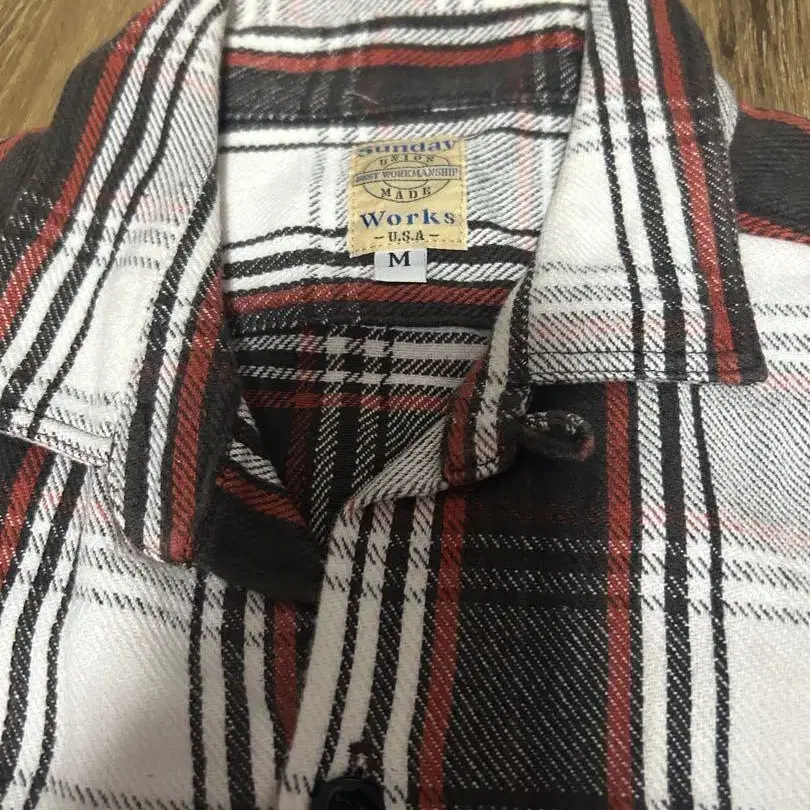 Sunday
UNION
BEST WORKMANSHIP
MADE
Works
- U.S.A -
M